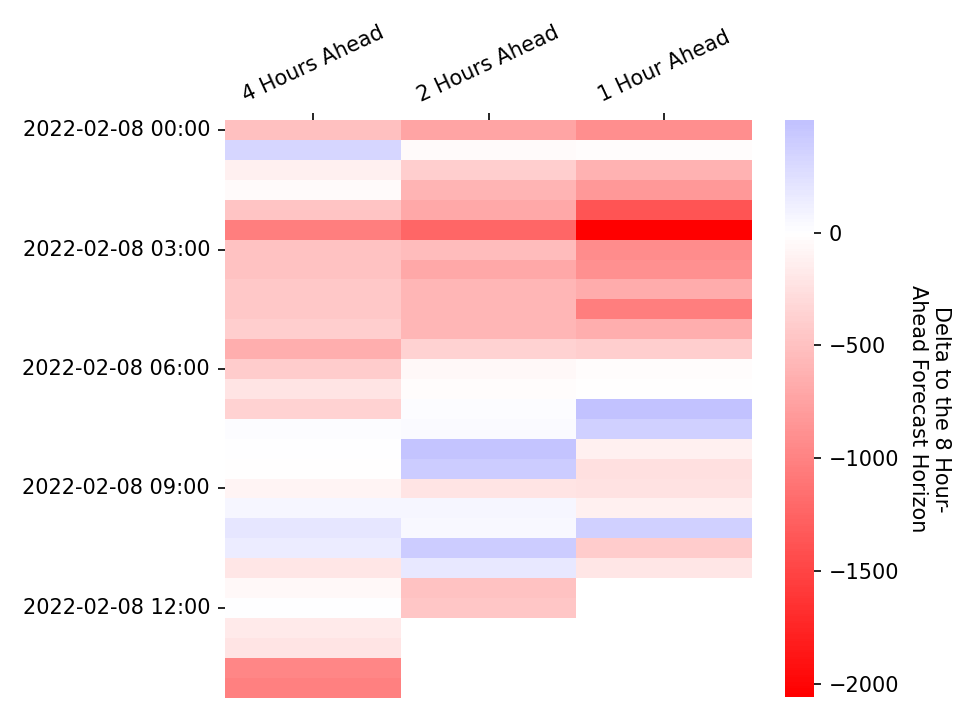 4 Hours Ahead
2 Hours Ahead
1 Hour Ahead
2022-02-08 00:00
2022-02-08 03:00
2022-02-08 06:00
2022-02-08 09:00
2022-02-08 12:00
0
−500
−1000
−1500
−2000
Delta to the 8 Hour-
Ahead Forecast Horizon